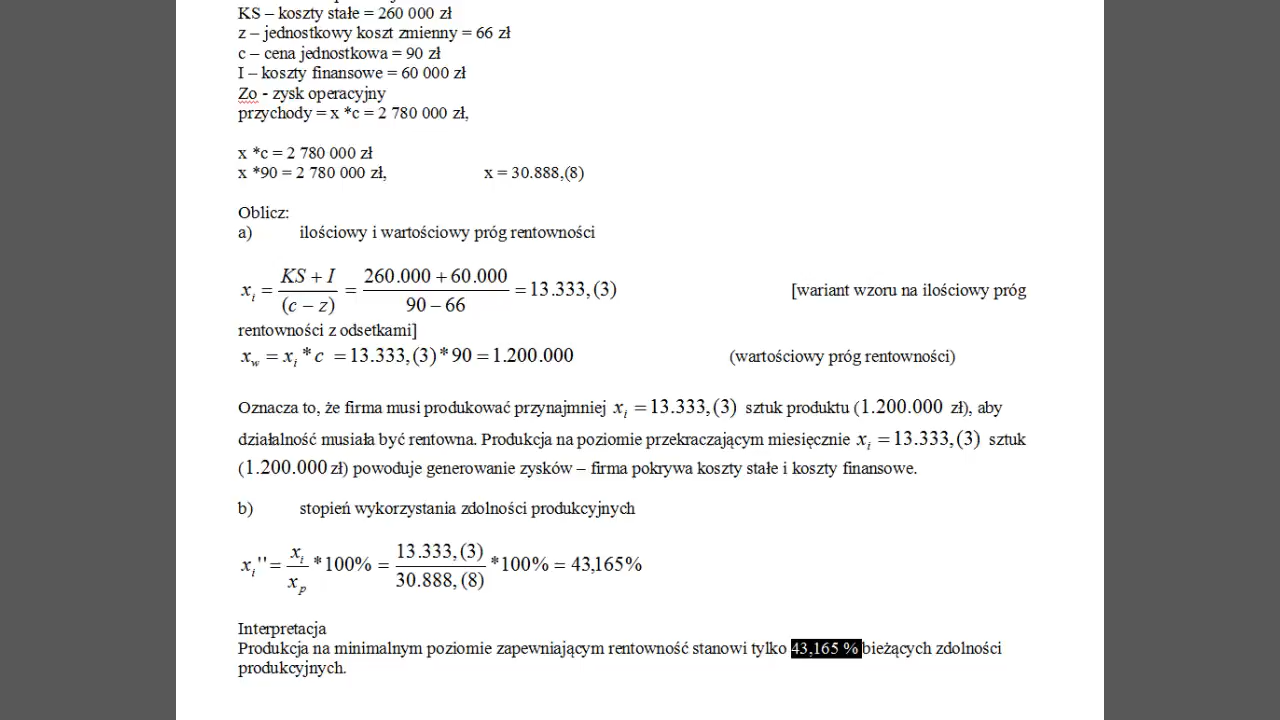 KS – koszty stałe = 260 000 zł
z – jednostkowy koszt zmienny = 66 zł
c – cena jednostkowa = 90 zł
I – koszty finansowe = 60 000 zł
Zo - zysk operacyjny
przychody = x *c = 2 780 000 zł,
x *c = 2 780 000 zł
x *90 = 2 780 000 zł, x = 30.888,(8)
Oblicz:
a) ilościowy i wartościowy próg rentowności
x_i = (KS + I)/(c − z) = (260.000 + 60.000)/(90 − 66) = 13.333,(3) [wariant wzoru na ilościowy próg
rentowności z odsetkami]
x_w = x_i * c = 13.333,(3) * 90 = 1.200.000 (wartościowy próg rentowności)
Oznacza to, że firma musi produkować przynajmniej x_i = 13.333,(3) sztuk produktu (1.200.000 zł), aby
działalność musiała być rentowna. Produkcja na poziomie przekraczającym miesięcznie x_i = 13.333,(3) sztuk
(1.200.000 zł) powoduje generowanie zysków – firma pokrywa koszty stałe i koszty finansowe.
b) stopień wykorzystania zdolności produkcyjnych
x_i'' = x_i/x_p * 100% = 13.333,(3)/30.888,(8) * 100% = 43,165%
Interpretacja
Produkcja na minimalnym poziomie zapewniającym rentowność stanowi tylko 43,165 % bieżących zdolności
produkcyjnych.